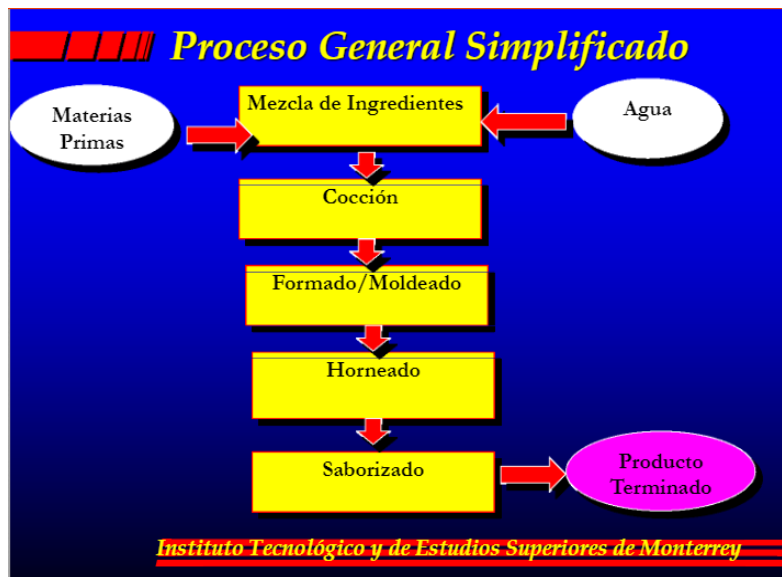 Proceso General Simplificado
Materias
Primas
Mezcla de Ingredientes
Agua
Cocción
Formado/Moldeado
Horneado
Saborizado
Producto
Terminado
Instituto Tecnológico y de Estudios Superiores de Monterrey